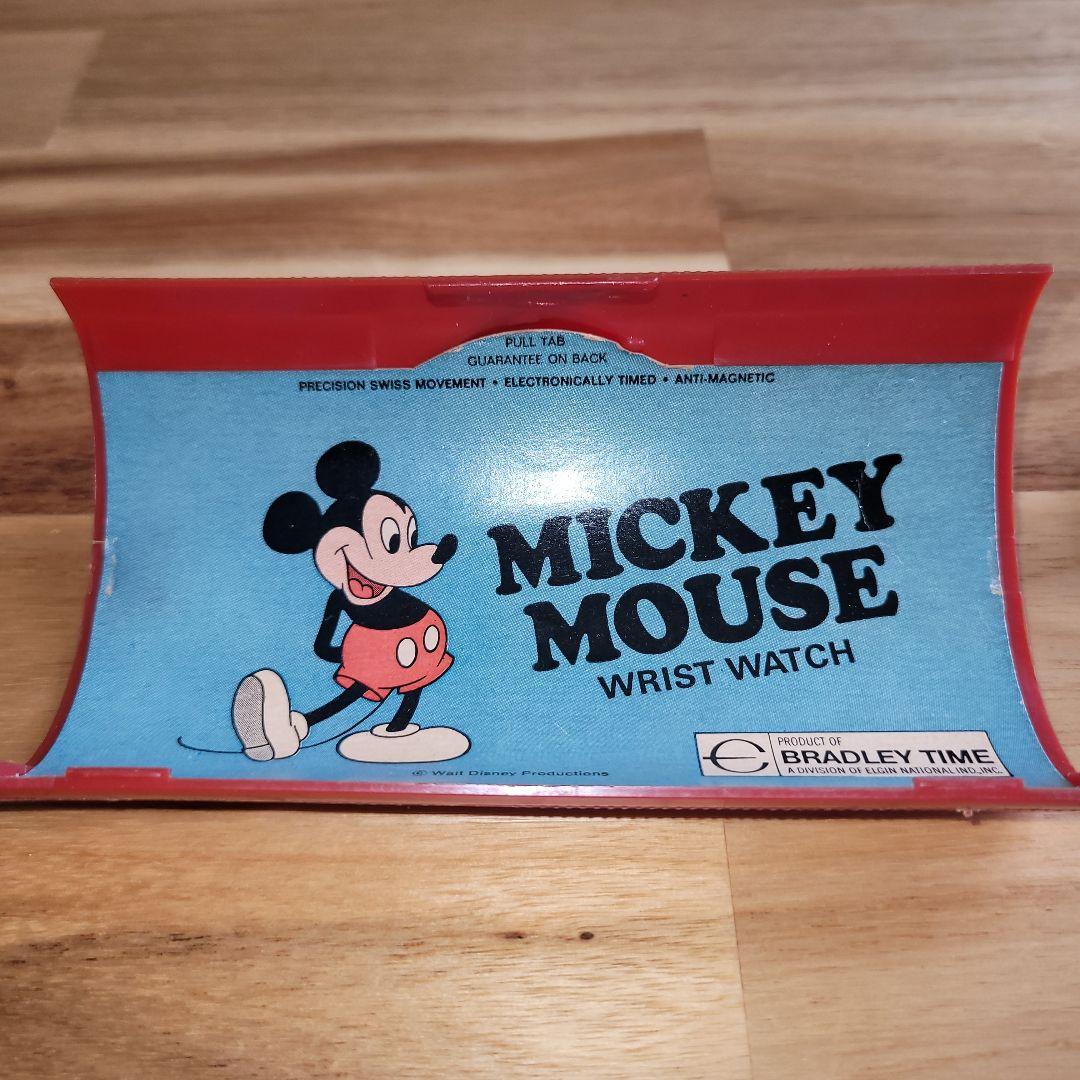 PULL TAB
GUARANTEE ON BACK
PRECISION SWISS MOVEMENT • ELECTRONICALLY TIMED • ANTI-MAGNETIC
MICKEY
MOUSE
WRIST WATCH
PRODUCT OF
BRADLEY TIME
A DIVISION OF ELGIN NATIONAL IND., INC.
© Walt Disney Productions